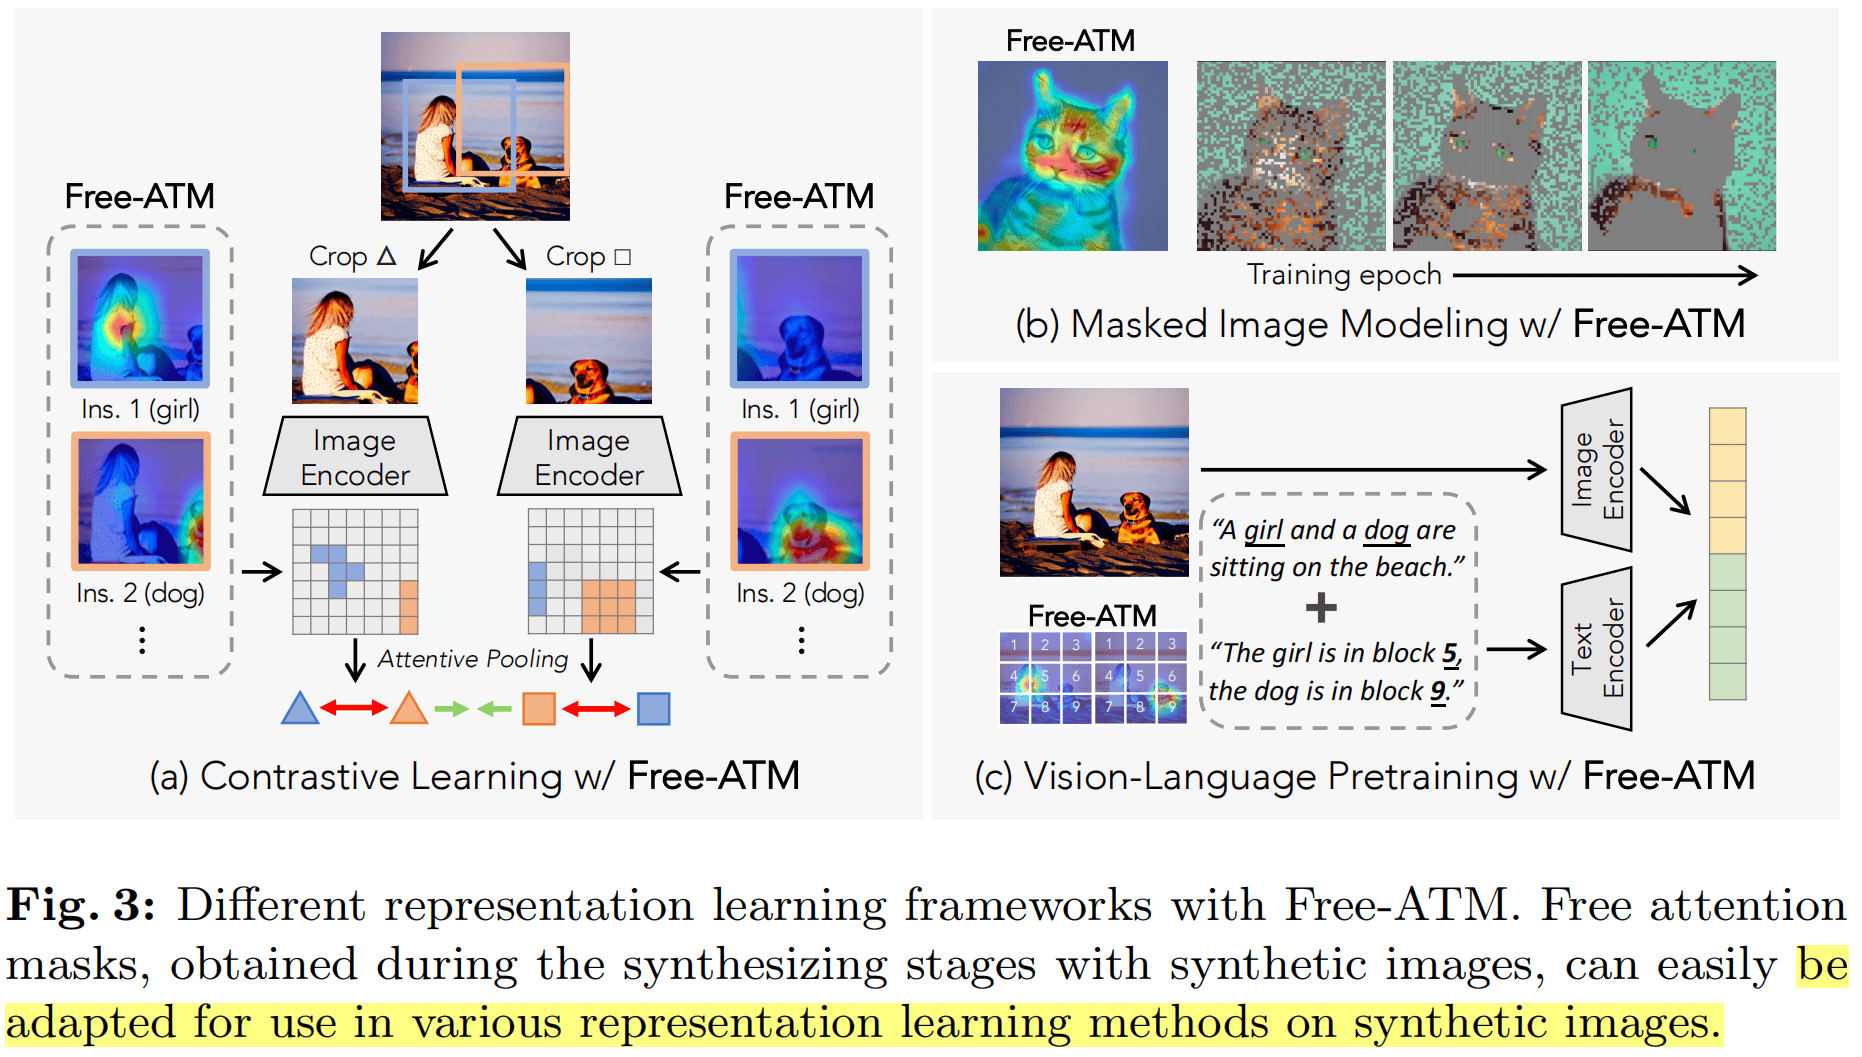 Free-ATM
Ins. 1 (girl)
Ins. 2 (dog)
Crop △
Crop □
Image
Encoder
Image
Encoder
Attentive Pooling
Free-ATM
Ins. 1 (girl)
Ins. 2 (dog)
(a) Contrastive Learning w/ Free-ATM
Free-ATM
Training epoch
(b) Masked Image Modeling w/ Free-ATM
Free-ATM
1 2 3 1 2 3
4 5 6 4 5 6
7 8 9 7 8 9
“A girl and a dog are
sitting on the beach.”
+
“The girl is in block 5,
the dog is in block 9.”
Image
Encoder
Text
Encoder
(c) Vision-Language Pretraining w/ Free-ATM
Fig. 3: Different representation learning frameworks with Free-ATM. Free attention
masks, obtained during the synthesizing stages with synthetic images, can easily be
adapted for use in various representation learning methods on synthetic images.